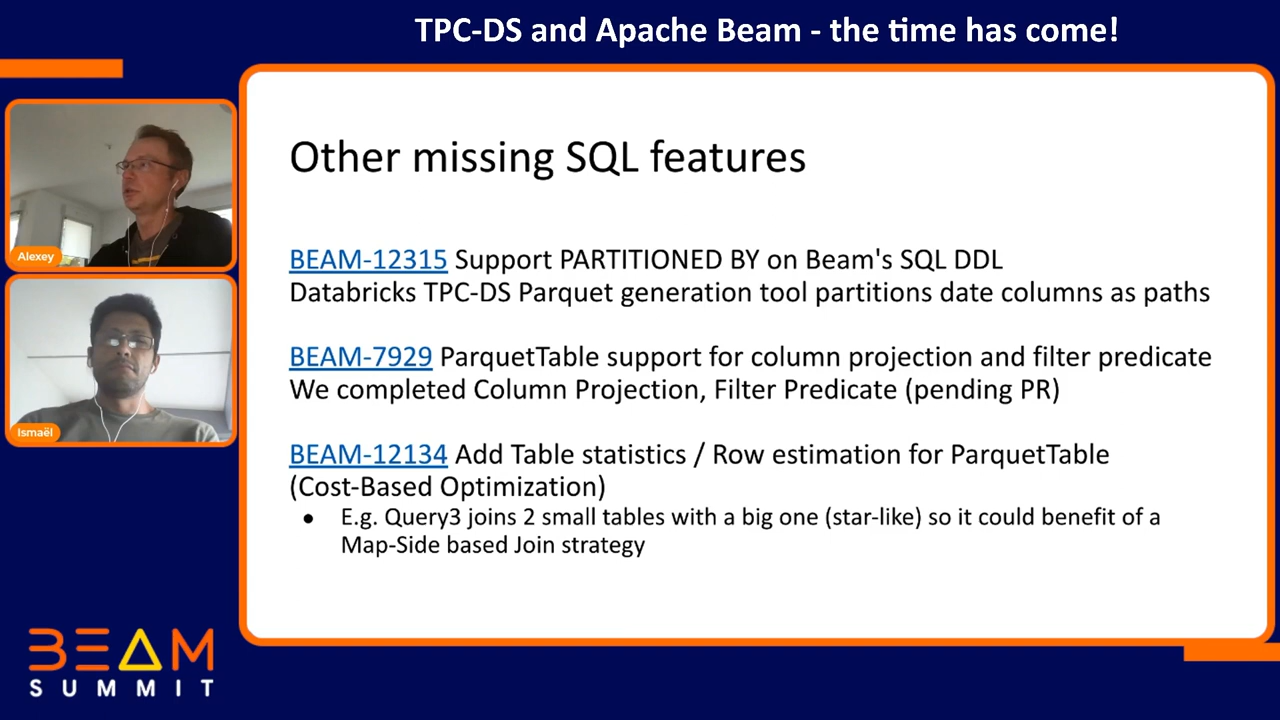 TPC-DS and Apache Beam - the time has come!
Alexey
Ismaël
Other missing SQL features
BEAM-12315 Support PARTITIONED BY on Beam's SQL DDL
Databricks TPC-DS Parquet generation tool partitions date columns as paths
BEAM-7929 ParquetTable support for column projection and filter predicate
We completed Column Projection, Filter Predicate (pending PR)
BEAM-12134 Add Table statistics / Row estimation for ParquetTable
(Cost-Based Optimization)
● E.g. Query3 joins 2 small tables with a big one (star-like) so it could benefit of a
Map-Side based Join strategy
BEAM
SUMMIT